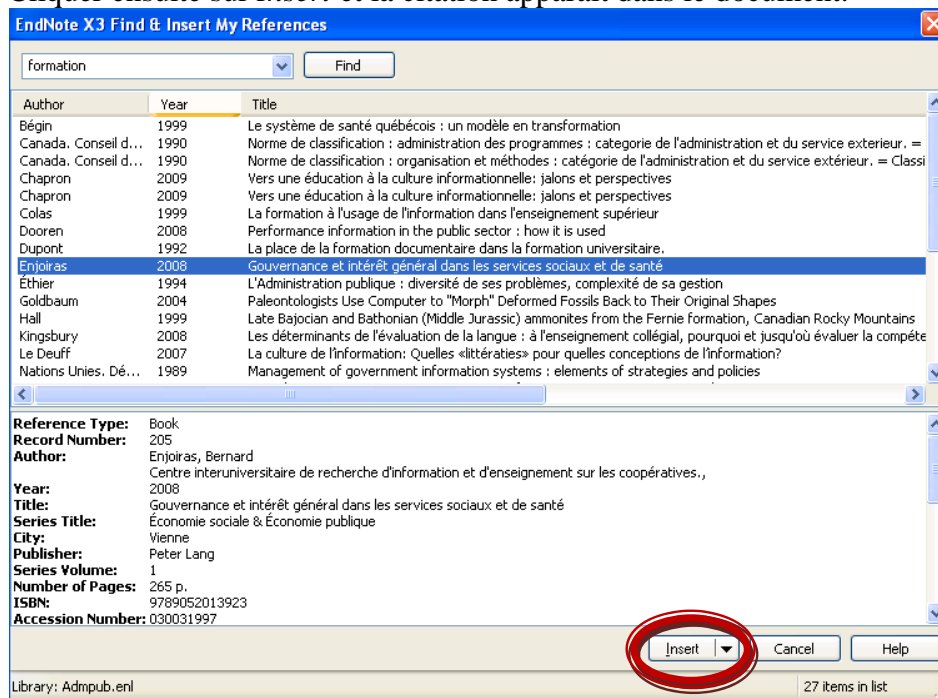 EndNote X3 Find & Insert My References
formation
Find
Author Year Title
Bégin 1999 Le système de santé québécois : un modèle en transformation
Canada. Conseil d... 1990 Norme de classification : administration des programmes : categorie de l'administration et du service exterieur. =
Canada. Conseil d... 1990 Norme de classification : organisation et méthodes : catégorie de l'administration et du service extérieur. = Classi
Chapron 2009 Vers une éducation à la culture informationnelle: jalons et perspectives
Chapron 2009 Vers une éducation à la culture informationnelle: jalons et perspectives
Colas 1999 La formation à l'usage de l'information dans l'enseignement supérieur
Dooren 2008 Performance information in the public sector : how it is used
Dupont 1992 La place de la formation documentaire dans la formation universitaire.
Enjoiras 2008 Gouvernance et intérêt général dans les services sociaux et de santé
Éthier 1994 L'Administration publique : diversité de ses problèmes, complexité de sa gestion
Goldbaum 2004 Paleontologists Use Computer to "Morph" Deformed Fossils Back to Their Original Shapes
Hall 1999 Late Bajocian and Bathonian (Middle Jurassic) ammonites from the Fernie formation, Canadian Rocky Mountains
Kingsbury 2008 Les déterminants de l'évaluation de la langue : à l'enseignement collégial, pourquoi et jusqu'où évaluer la compéte
Le Deuff 2007 La culture de l'information: Quelles «littératies» pour quelles conceptions de l'information?
Nations Unies. Dé... 1989 Management of government information systems : elements of strategies and policies
Reference Type: Book
Record Number: 205
Author: Enjoiras, Bernard
Centre interuniversitaire de recherche d'information et d'enseignement sur les coopératives.,
Year: 2008
Title: Gouvernance et intérêt général dans les services sociaux et de santé
Series Title: Économie sociale & Économie publique
City: Vienne
Publisher: Peter Lang
Series Volume: 1
Number of Pages: 265 p.
ISBN: 9789052013923
Accession Number: 030031997
Insert Cancel Help
Library: Admpub.enl 27 items in list